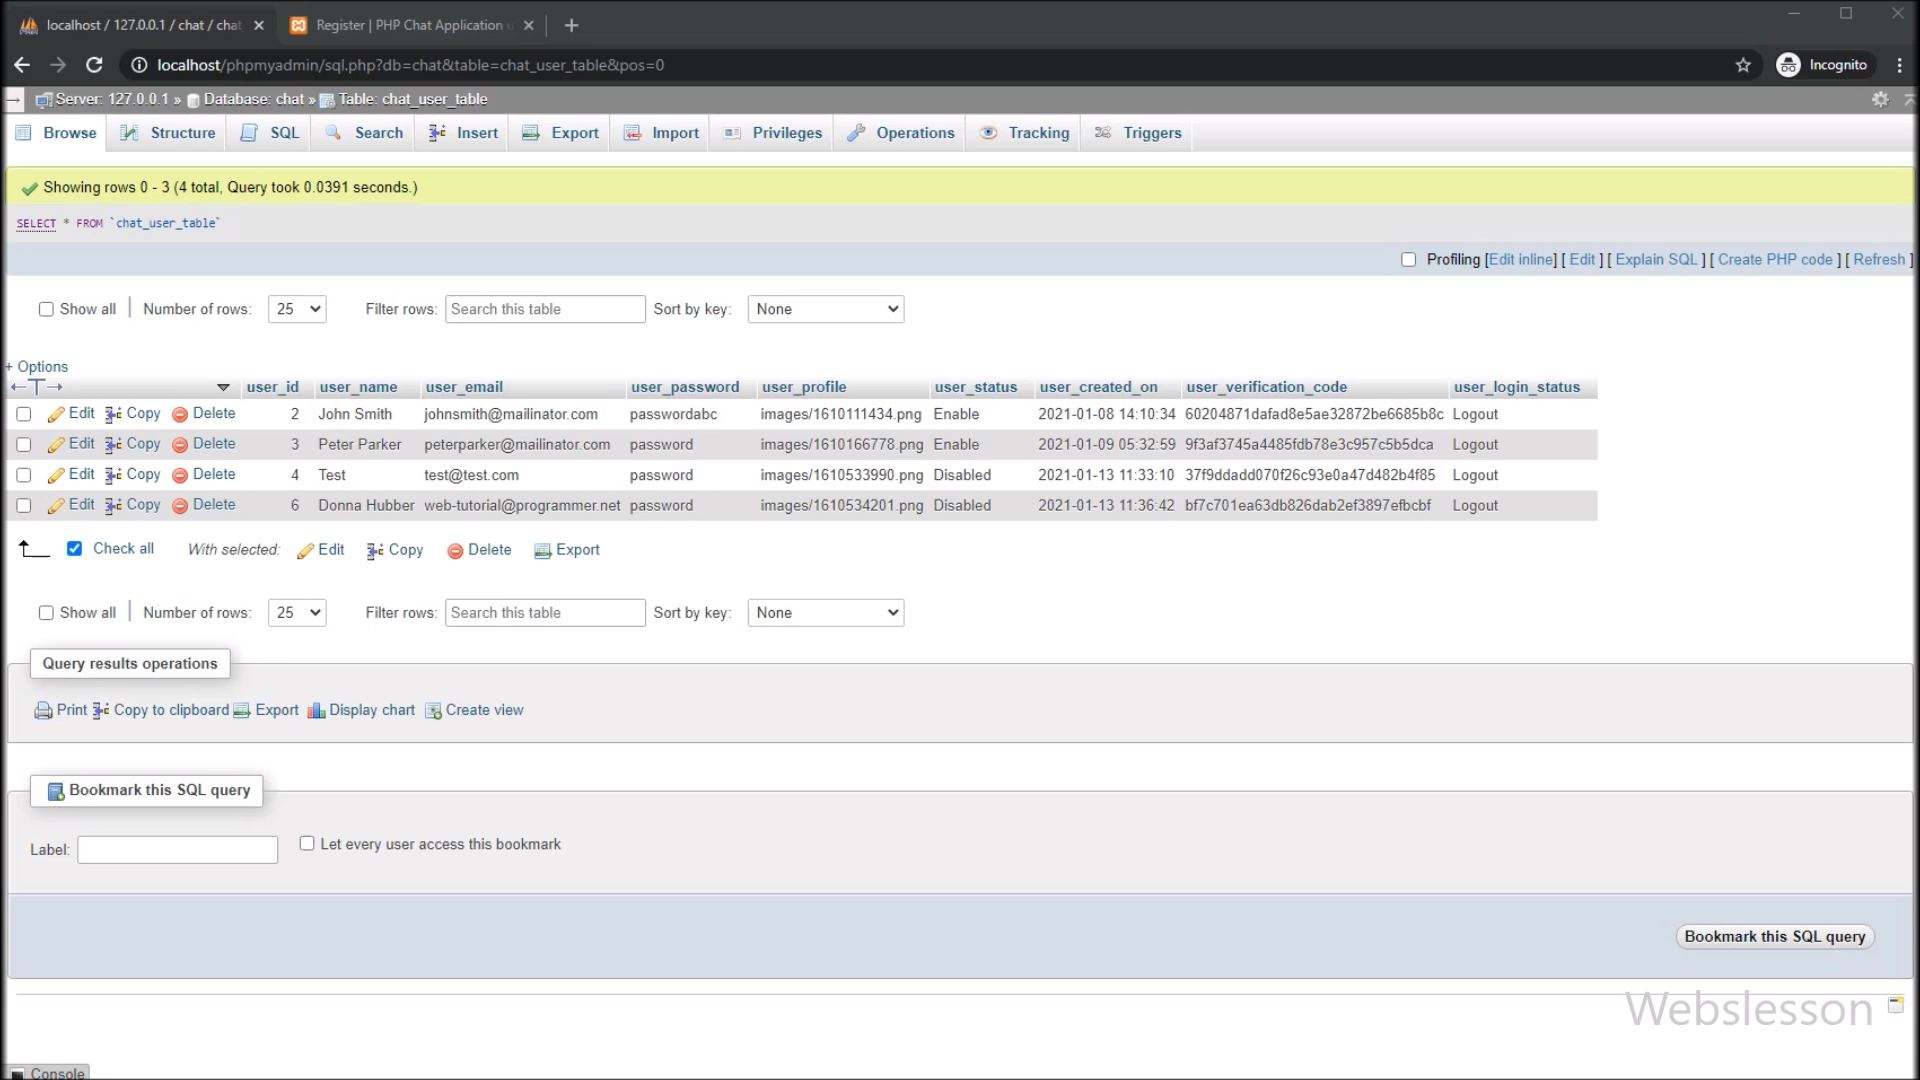 localhost / 127.0.0.1 / chat / chat
Register | PHP Chat Application u
localhost/phpmyadmin/sql.php?db=chat&table=chat_user_table&pos=0
Incognito
Server: 127.0.0.1 » Database: chat » Table: chat_user_table
Browse Structure SQL Search Insert Export Import Privileges Operations Tracking Triggers
Showing rows 0 - 3 (4 total, Query took 0.0391 seconds.)
SELECT * FROM `chat_user_table`
Profiling [Edit inline] [ Edit ] [ Explain SQL ] [ Create PHP code ] [ Refresh ]
Show all | Number of rows: 25 Filter rows: Search this table Sort by key: None
+ Options
user_id user_name user_email user_password user_profile user_status user_created_on user_verification_code user_login_status
Edit Copy Delete 2 John Smith johnsmith@mailinator.com passwordabc images/1610111434.png Enable 2021-01-08 14:10:34 60204871dafad8e5ae32872be6685b8c Logout
Edit Copy Delete 3 Peter Parker peterparker@mailinator.com password images/1610166778.png Enable 2021-01-09 05:32:59 9f3af3745a4485fdb78e3c957c5b5dca Logout
Edit Copy Delete 4 Test test@test.com password images/1610533990.png Disabled 2021-01-13 11:33:10 37f9ddadd070f26c93e0a47d482b4f85 Logout
Edit Copy Delete 6 Donna Hubber web-tutorial@programmer.net password images/1610534201.png Disabled 2021-01-13 11:36:42 bf7c701ea63db826dab2ef3897efbcbf Logout
Check all With selected: Edit Copy Delete Export
Show all | Number of rows: 25 Filter rows: Search this table Sort by key: None
Query results operations
Print Copy to clipboard Export Display chart Create view
Bookmark this SQL query
Label: Let every user access this bookmark
Bookmark this SQL query
Webslesson
Console